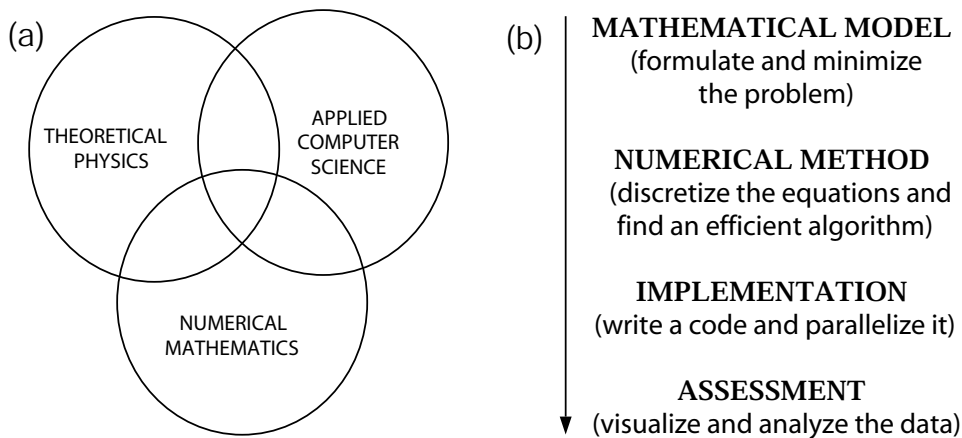 (a)
THEORETICAL
PHYSICS
APPLIED
COMPUTER
SCIENCE
NUMERICAL
MATHEMATICS
(b)
MATHEMATICAL MODEL
(formulate and minimize
the problem)
NUMERICAL METHOD
(discretize the equations and
find an efficient algorithm)
IMPLEMENTATION
(write a code and parallelize it)
ASSESSMENT
(visualize and analyze the data)